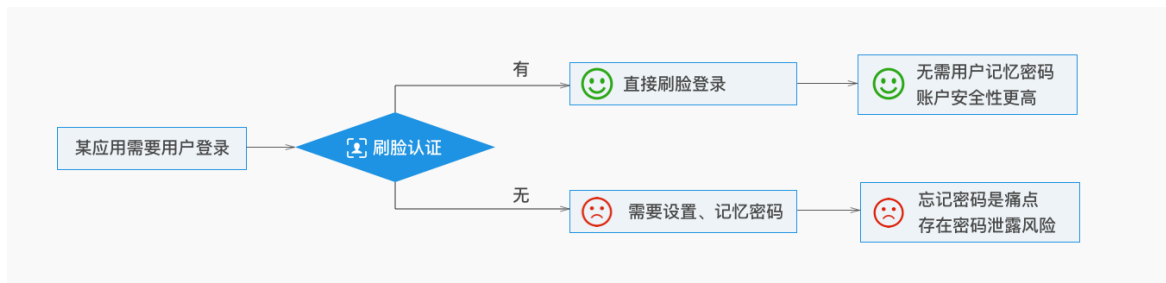 某应用需要用户登录
刷脸认证
有
直接刷脸登录
无需用户记忆密码
账户安全性更高
无
需要设置、记忆密码
忘记密码是痛点
存在密码泄露风险